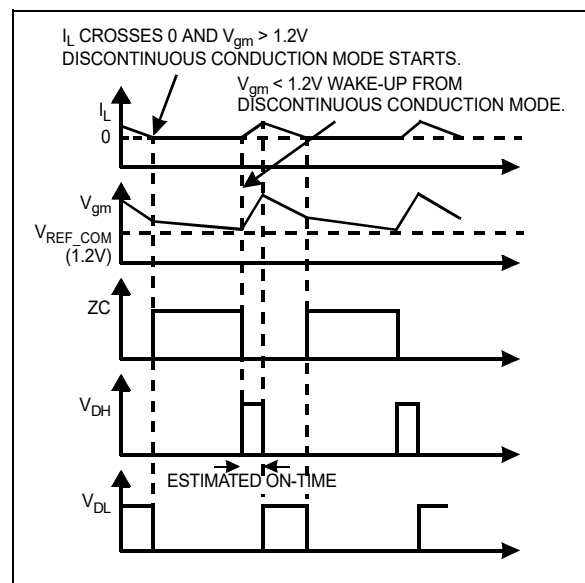 I_L CROSSES 0 AND V_gm > 1.2V
DISCONTINUOUS CONDUCTION MODE STARTS.
V_gm < 1.2V WAKE-UP FROM
DISCONTINUOUS CONDUCTION MODE.
I_L
0
V_gm
V_REF_COM
(1.2V)
ZC
V_DH
ESTIMATED ON-TIME
V_DL